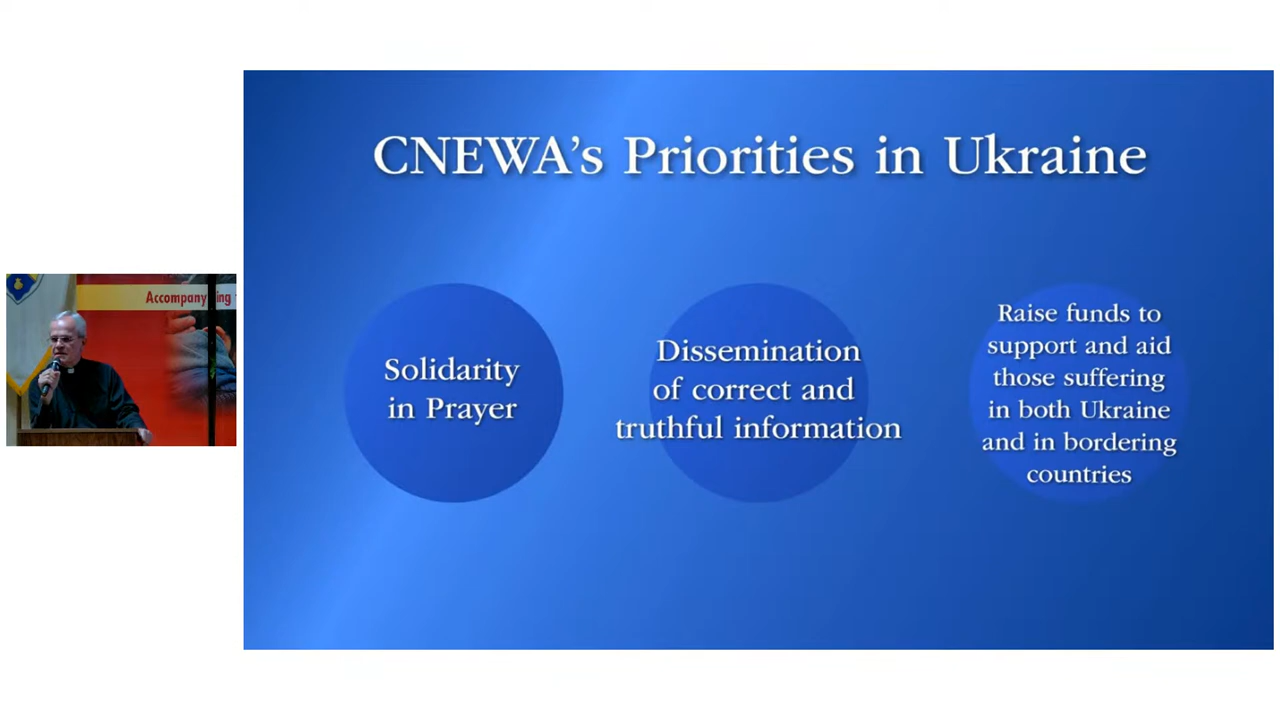 CNEWA's Priorities in Ukraine
Accompanying
Solidarity
in Prayer
Dissemination
of correct and
truthful information
Raise funds to
support and aid
those suffering
in both Ukraine
and in bordering
countries